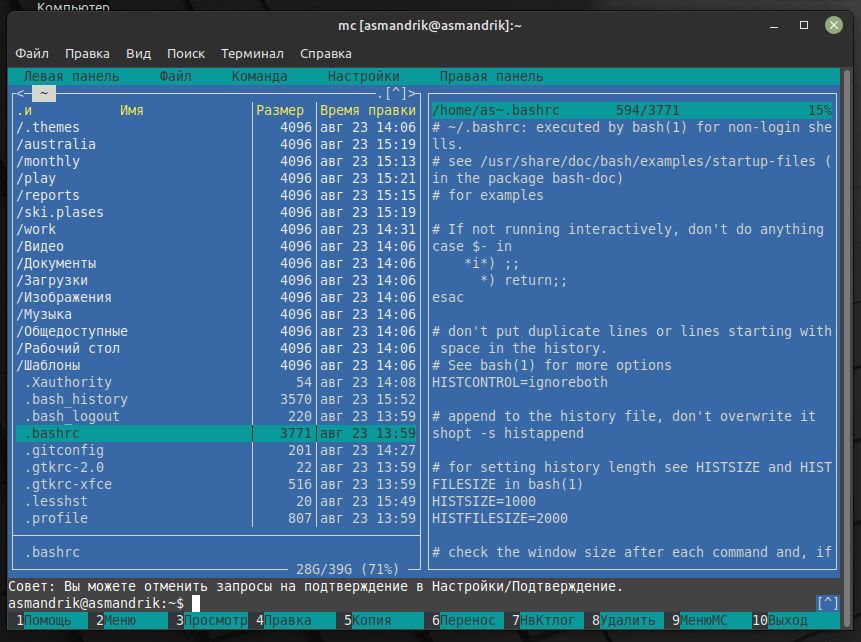 Компьютер
mc [asmandrik@asmandrik]:~
Файл Правка Вид Поиск Терминал Справка
Левая панель Файл Команда Настройки Правая панель
<─ ~ .[^]>
.и Имя Размер Время правки
/.themes 4096 авг 23 14:06
/australia 4096 авг 23 15:19
/monthly 4096 авг 23 15:13
/play 4096 авг 23 15:21
/reports 4096 авг 23 15:15
/ski.plases 4096 авг 23 15:19
/work 4096 авг 23 14:31
/Видео 4096 авг 23 14:06
/Документы 4096 авг 23 14:06
/Загрузки 4096 авг 23 14:06
/Изображения 4096 авг 23 14:06
/Музыка 4096 авг 23 14:06
/Общедоступные 4096 авг 23 14:06
/Рабочий стол 4096 авг 23 14:06
/Шаблоны 4096 авг 23 14:06
.Xauthority 54 авг 23 14:08
.bash_history 3570 авг 23 15:52
.bash_logout 220 авг 23 13:59
.bashrc 3771 авг 23 13:59
.gitconfig 201 авг 23 14:27
.gtkrc-2.0 22 авг 23 13:59
.gtkrc-xfce 516 авг 23 13:59
.lesshst 20 авг 23 15:49
.profile 807 авг 23 13:59
.bashrc
28G/39G (71%)
/home/as~.bashrc 594/3771 15%
# ~/.bashrc: executed by bash(1) for non-login she
lls.
# see /usr/share/doc/bash/examples/startup-files (
in the package bash-doc)
# for examples
# If not running interactively, don't do anything
case $- in
*i*) ;;
*) return;;
esac
# don't put duplicate lines or lines starting with
space in the history.
# See bash(1) for more options
HISTCONTROL=ignoreboth
# append to the history file, don't overwrite it
shopt -s histappend
# for setting history length see HISTSIZE and HIST
FILESIZE in bash(1)
HISTSIZE=1000
HISTFILESIZE=2000
# check the window size after each command and, if
Совет: Вы можете отменить запросы на подтверждение в Настройки/Подтверждение.
asmandrik@asmandrik:~$ [^]
1Помощь 2Меню 3Просмотр 4Правка 5Копия 6Перенос 7НвКтлог 8Удалить 9МенюMC 10Выход